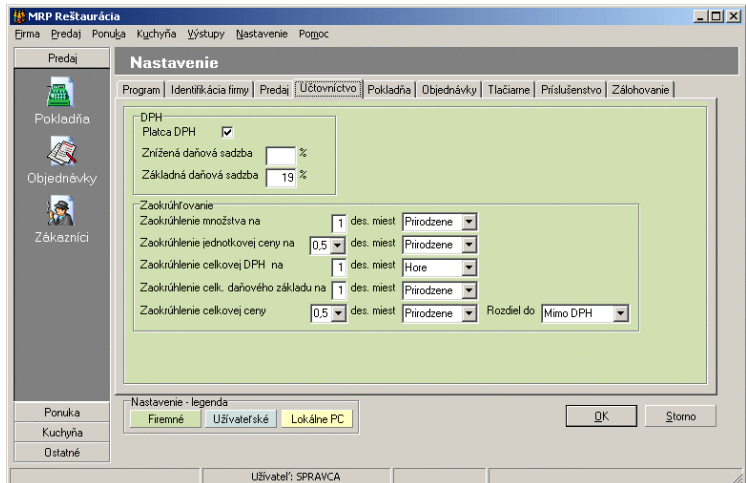 MRP Reštaurácia
Firma Predaj Ponuka Kuchyňa Výstupy Nastavenie Pomoc
Predaj
Nastavenie
Program Identifikácia firmy Predaj Účtovníctvo Pokladňa Objednávky Tlačiarne Príslušenstvo Zálohovanie
Pokladňa
Objednávky
Zákazníci
DPH
Platca DPH
Znížená daňová sadzba %
Základná daňová sadzba 19 %
Zaokrúhľovanie
Zaokrúhlenie množstva na 1 des. miest Prirodzene
Zaokrúhlenie jednotkovej ceny na 0,5 des. miest Prirodzene
Zaokrúhlenie celkovej DPH na 1 des. miest Hore
Zaokrúhlenie celk. daňového základu na 1 des. miest Prirodzene
Zaokrúhlenie celkovej ceny 0,5 des. miest Prirodzene Rozdiel do Mimo DPH
Nastavenie - legenda
Firemné Užívateľské Lokálne PC
OK Storno
Ponuka
Kuchyňa
Ostatné
Užívateľ: SPRAVCA